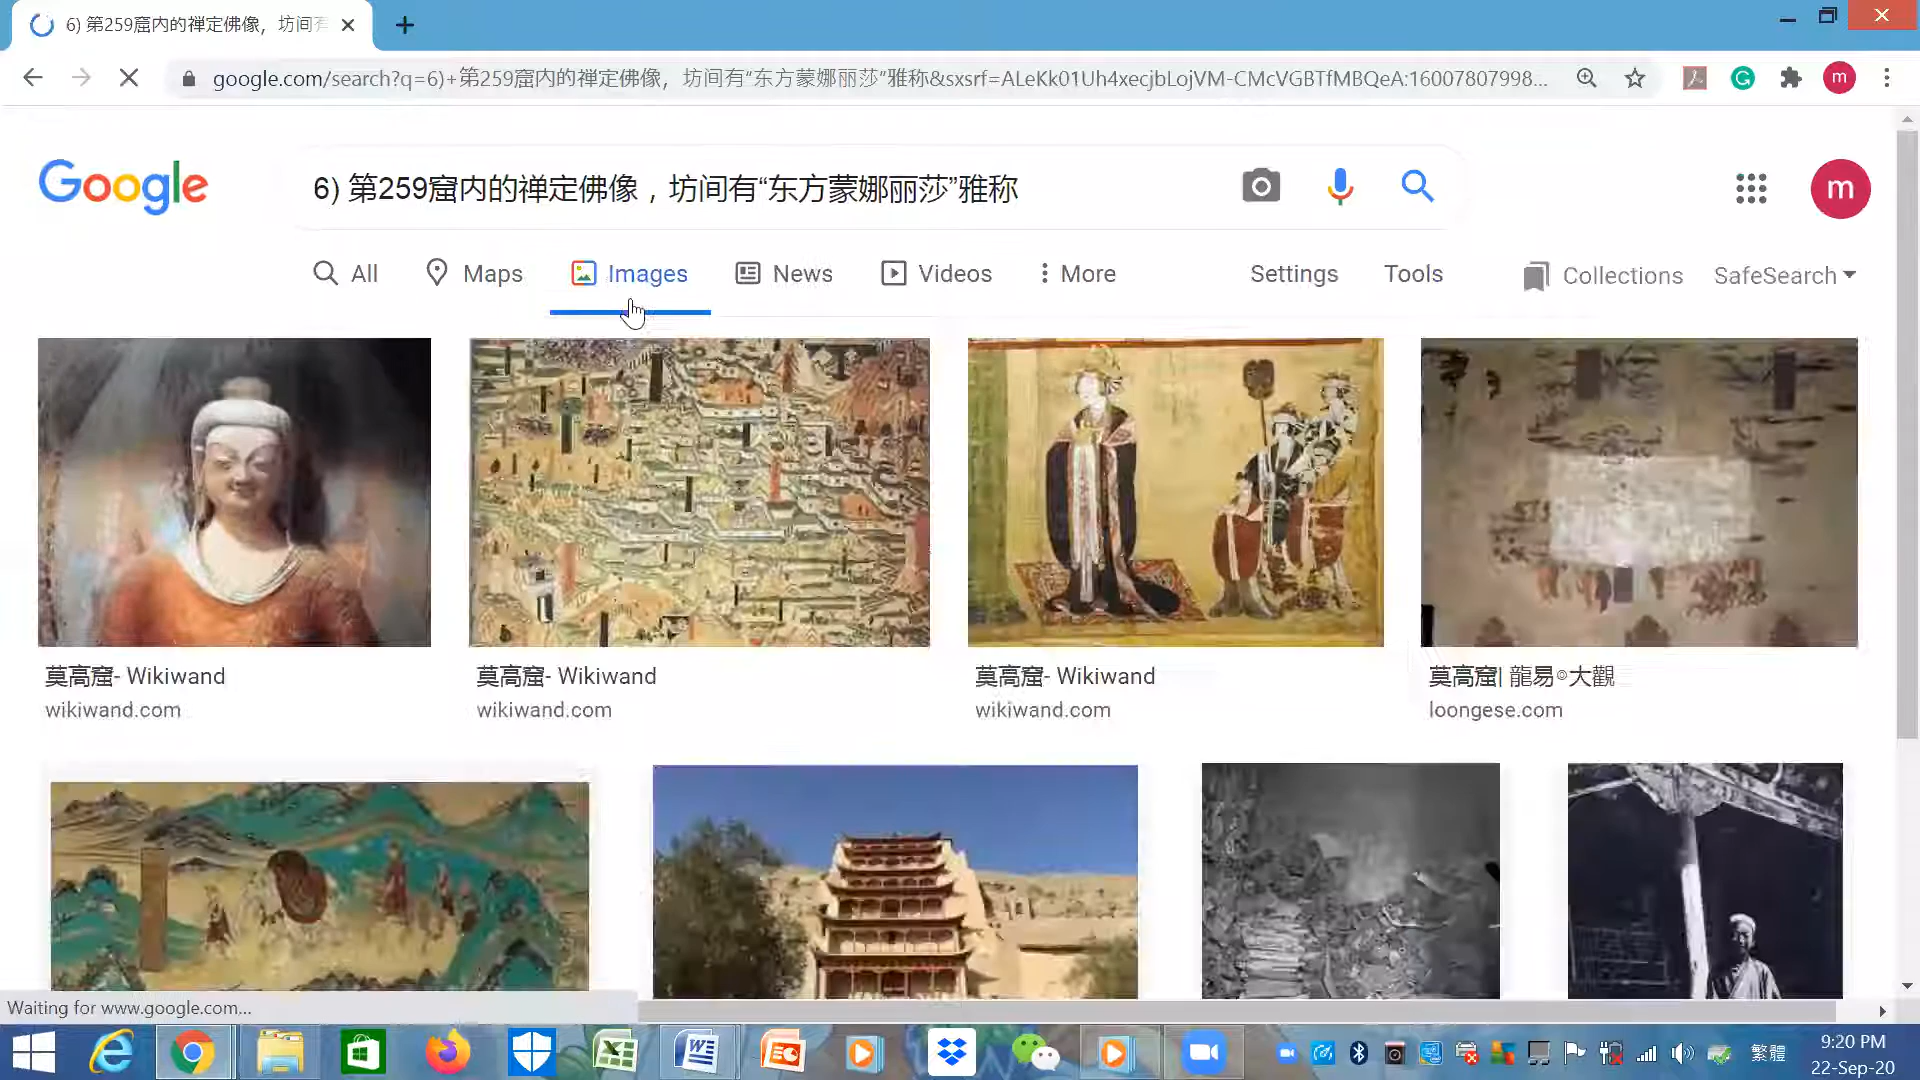 6) 第259窟内的禅定佛像，坊间有
google.com/search?q=6)+第259窟内的禅定佛像，坊间有“东方蒙娜丽莎”雅称&sxsrf=ALeKk01Uh4xecjbLojVM-CMcVGBTfMBQeA:16007807998...
m
Google
6) 第259窟内的禅定佛像，坊间有“东方蒙娜丽莎”雅称
m
All
Maps
Images
News
Videos
More
Settings
Tools
Collections
SafeSearch
莫高窟- Wikiwand
wikiwand.com
莫高窟- Wikiwand
wikiwand.com
莫高窟- Wikiwand
wikiwand.com
莫高窟| 龍易⊙大觀
loongese.com
Waiting for www.google.com...
繁體
9:20 PM
22-Sep-20